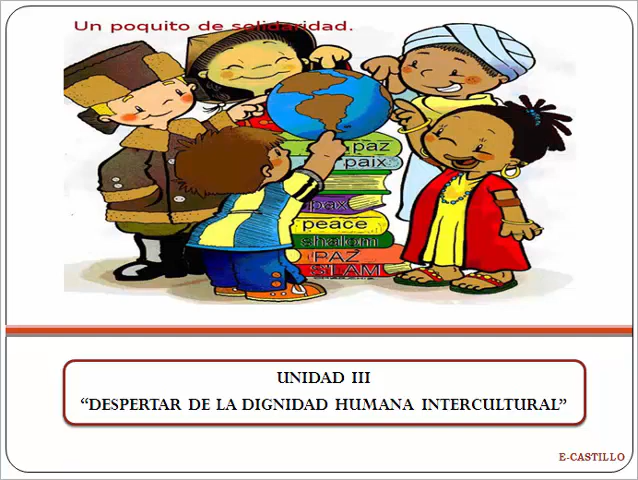 Un poquito de solidaridad.
paz
paix
pax
peace
shalom
PAZ
SLAM
UNIDAD III
“DESPERTAR DE LA DIGNIDAD HUMANA INTERCULTURAL”
E-CASTILLO